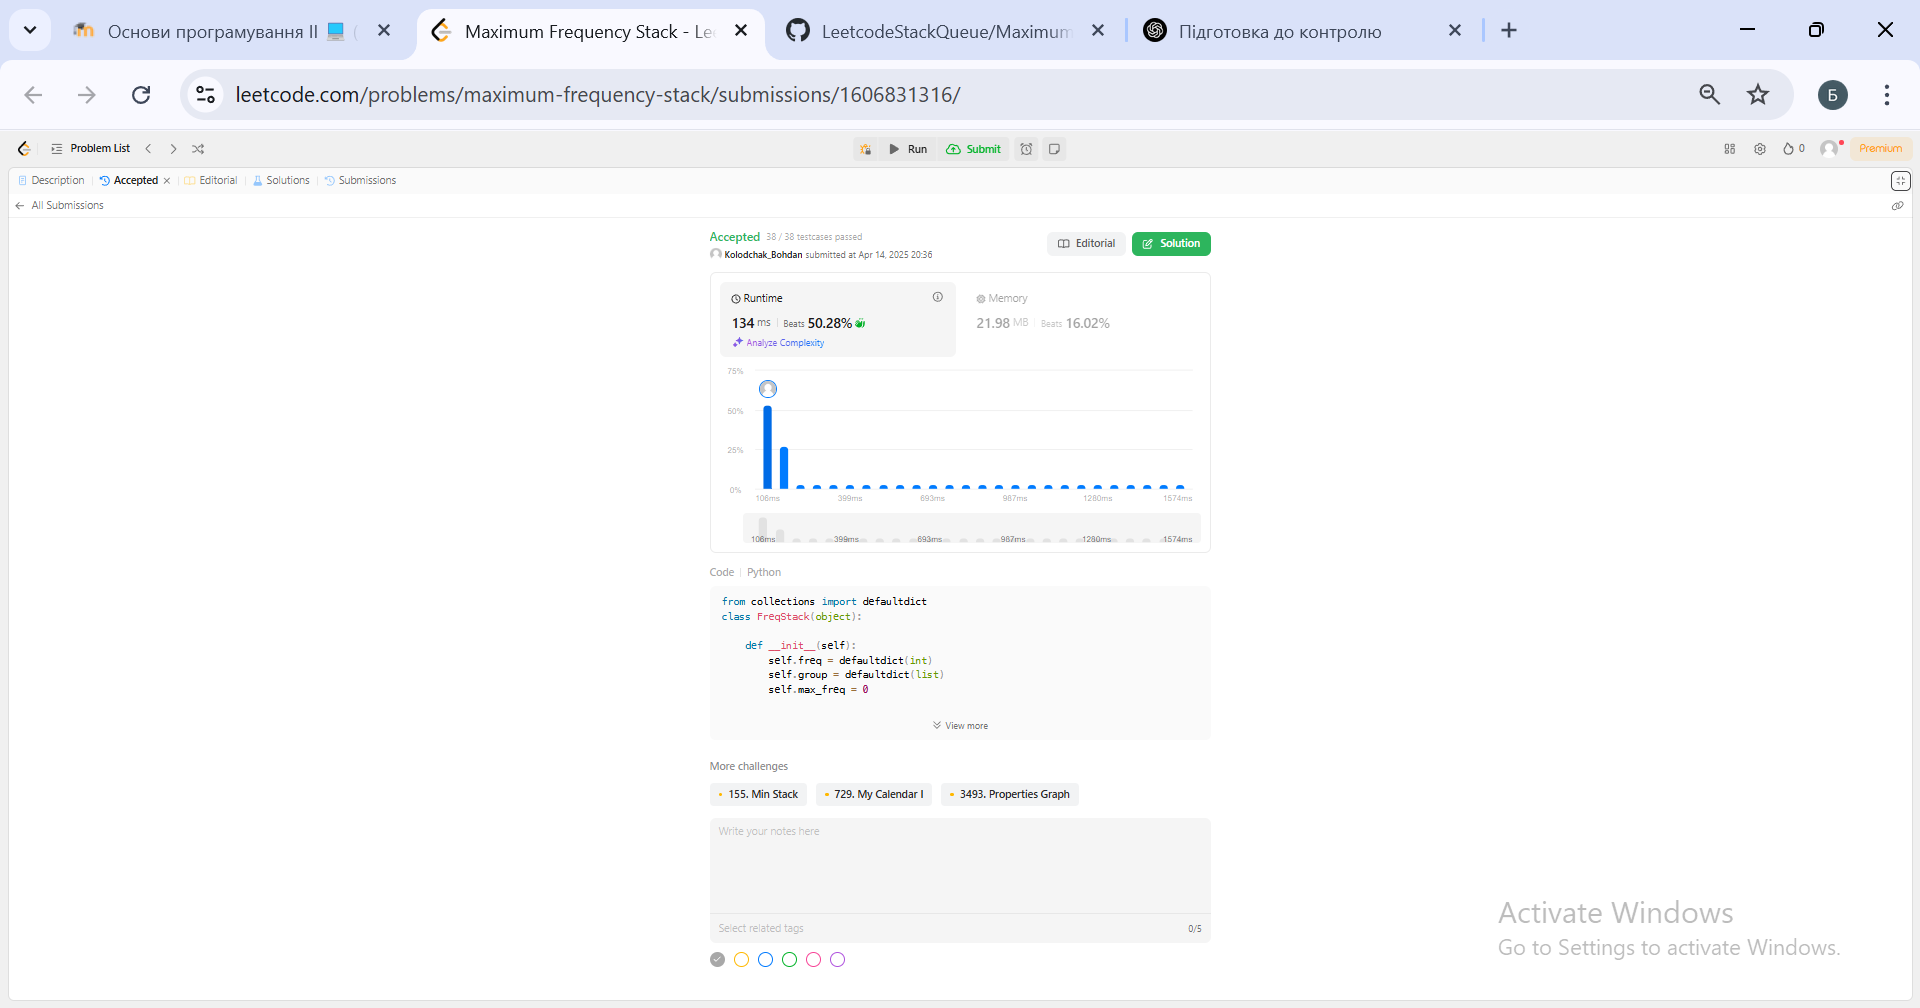 Основи програмування ІІ 💻 (
Maximum Frequency Stack - Le
LeetcodeStackQueue/Maximum
Підготовка до контролю
leetcode.com/problems/maximum-frequency-stack/submissions/1606831316/
Б
Problem List
Run
Submit
0
Premium
Description
Accepted
Editorial
Solutions
Submissions
All Submissions
Accepted 38 / 38 testcases passed
Kolodchak_Bohdan submitted at Apr 14, 2025 20:36
Editorial
Solution
Runtime
134 ms Beats 50.28%
Analyze Complexity
Memory
21.98 MB Beats 16.02%
75%
50%
25%
0%
106ms 399ms 693ms 987ms 1280ms 1574ms
106ms 399ms 693ms 987ms 1280ms 1574ms
Code Python
from collections import defaultdict
class FreqStack(object):
def __init__(self):
self.freq = defaultdict(int)
self.group = defaultdict(list)
self.max_freq = 0
View more
More challenges
155. Min Stack
729. My Calendar I
3493. Properties Graph
Write your notes here
Select related tags
0/5
Activate Windows
Go to Settings to activate Windows.